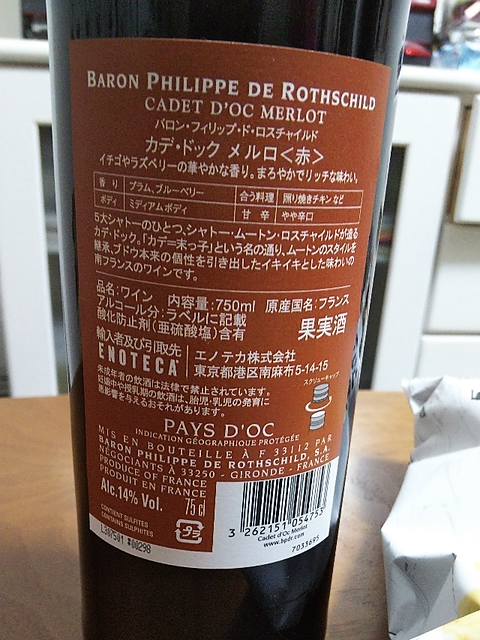 BARON PHILIPPE DE ROTHSCHILD
CADET D'OC MERLOT
バロン・フィリップ・ド・ロスチャイルド
カデ・ドック メルロ<赤>
イチゴやラズベリーの華やかな香り。まろやかでリッチな味わい。
香り プラム、ブルーベリー 合う料理 照り焼きチキン など
ボディ ミディアムボディ 甘 辛 やや辛口
5大シャトーのひとつ、シャトー・ムートン・ロスチャイルドが造る
カデ・ドック。「カデ=末っ子」という名の通り、ムートンのスタイルを
継承、ブドウ本来の個性を引き出したイキイキとした味わいの
南フランスのワインです。
品名:ワイン 内容量:750ml 原産国名:フランス
アルコール分:ラベルに記載
酸化防止剤(亜硫酸塩)含有 果実酒
輸入者及び引取先
ENOTECA エノテカ株式会社
東京都港区南麻布5-14-15
未成年者の飲酒は法律で禁止されています。
妊娠中や授乳期の飲酒は、胎児・乳児の発育に
悪影響を与えるおそれがあります。
スクリューキャップ
PAYS D'OC
INDICATION GÉOGRAPHIQUE PROTÉGÉE
MIS EN BOUTEILLE À F 33112 PAR
BARON PHILIPPE DE ROTHSCHILD, S.A.
NÉGOCIANTS À 33250 - GIRONDE - FRANCE
PRODUCE OF FRANCE
PRODUIT EN FRANCE
Alc.14% Vol. 75 cl
CONTIENT SULFITES
CONTAINS SULPHITES
プラ
3 262151 054753
Cadet d'Oc Merlot
www.bpdr.com
7033695